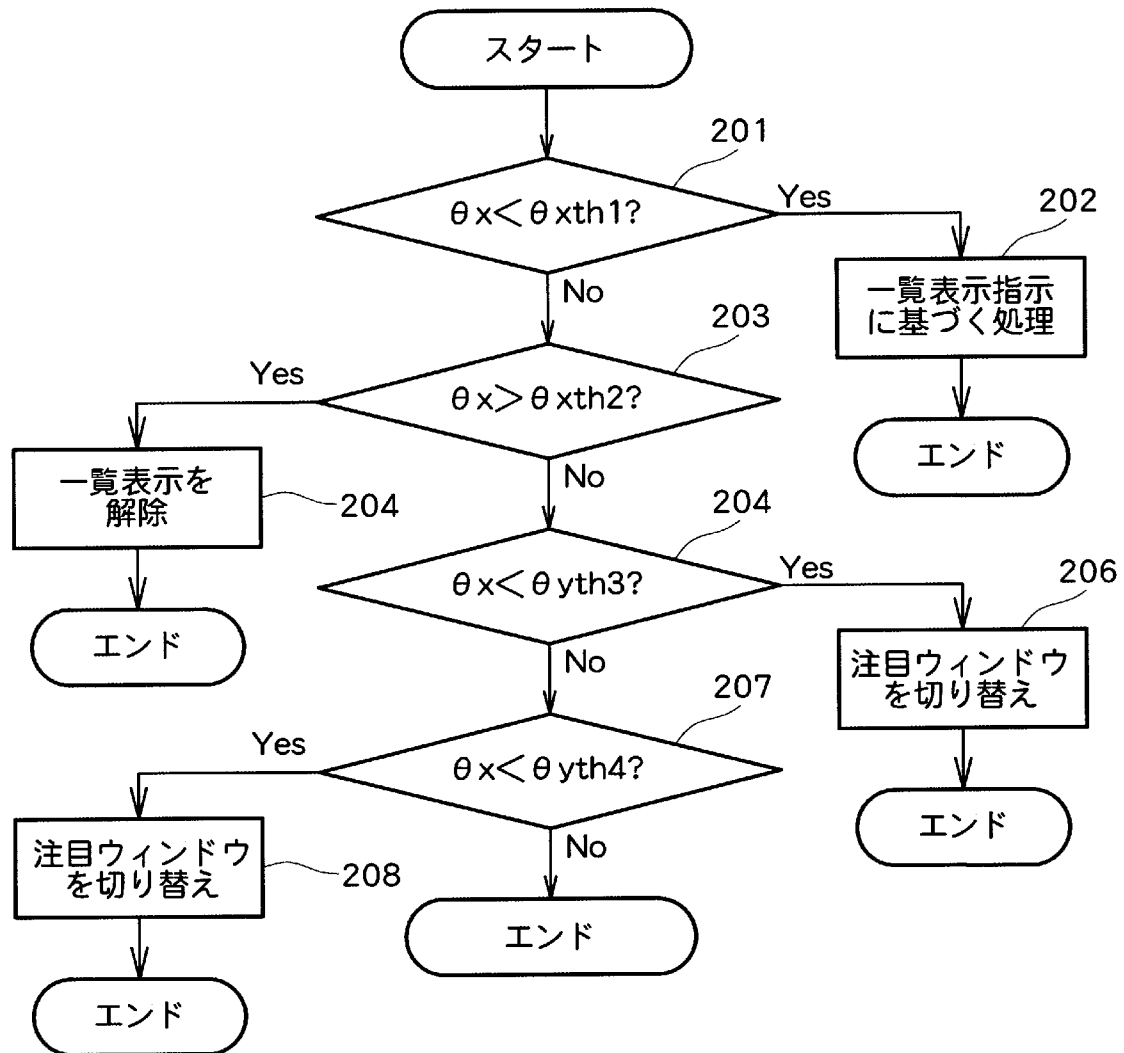 スタート
201
θx<θxth1?
Yes
202
一覧表示指示
に基づく処理
No
エンド
203
θx>θxth2?
Yes
一覧表示を
解除
204
No
エンド
204
θx<θyth3?
Yes
206
注目ウィンドウ
を切り替え
No
エンド
207
θx<θyth4?
Yes
注目ウィンドウ
を切り替え
208
No
エンド
エンド